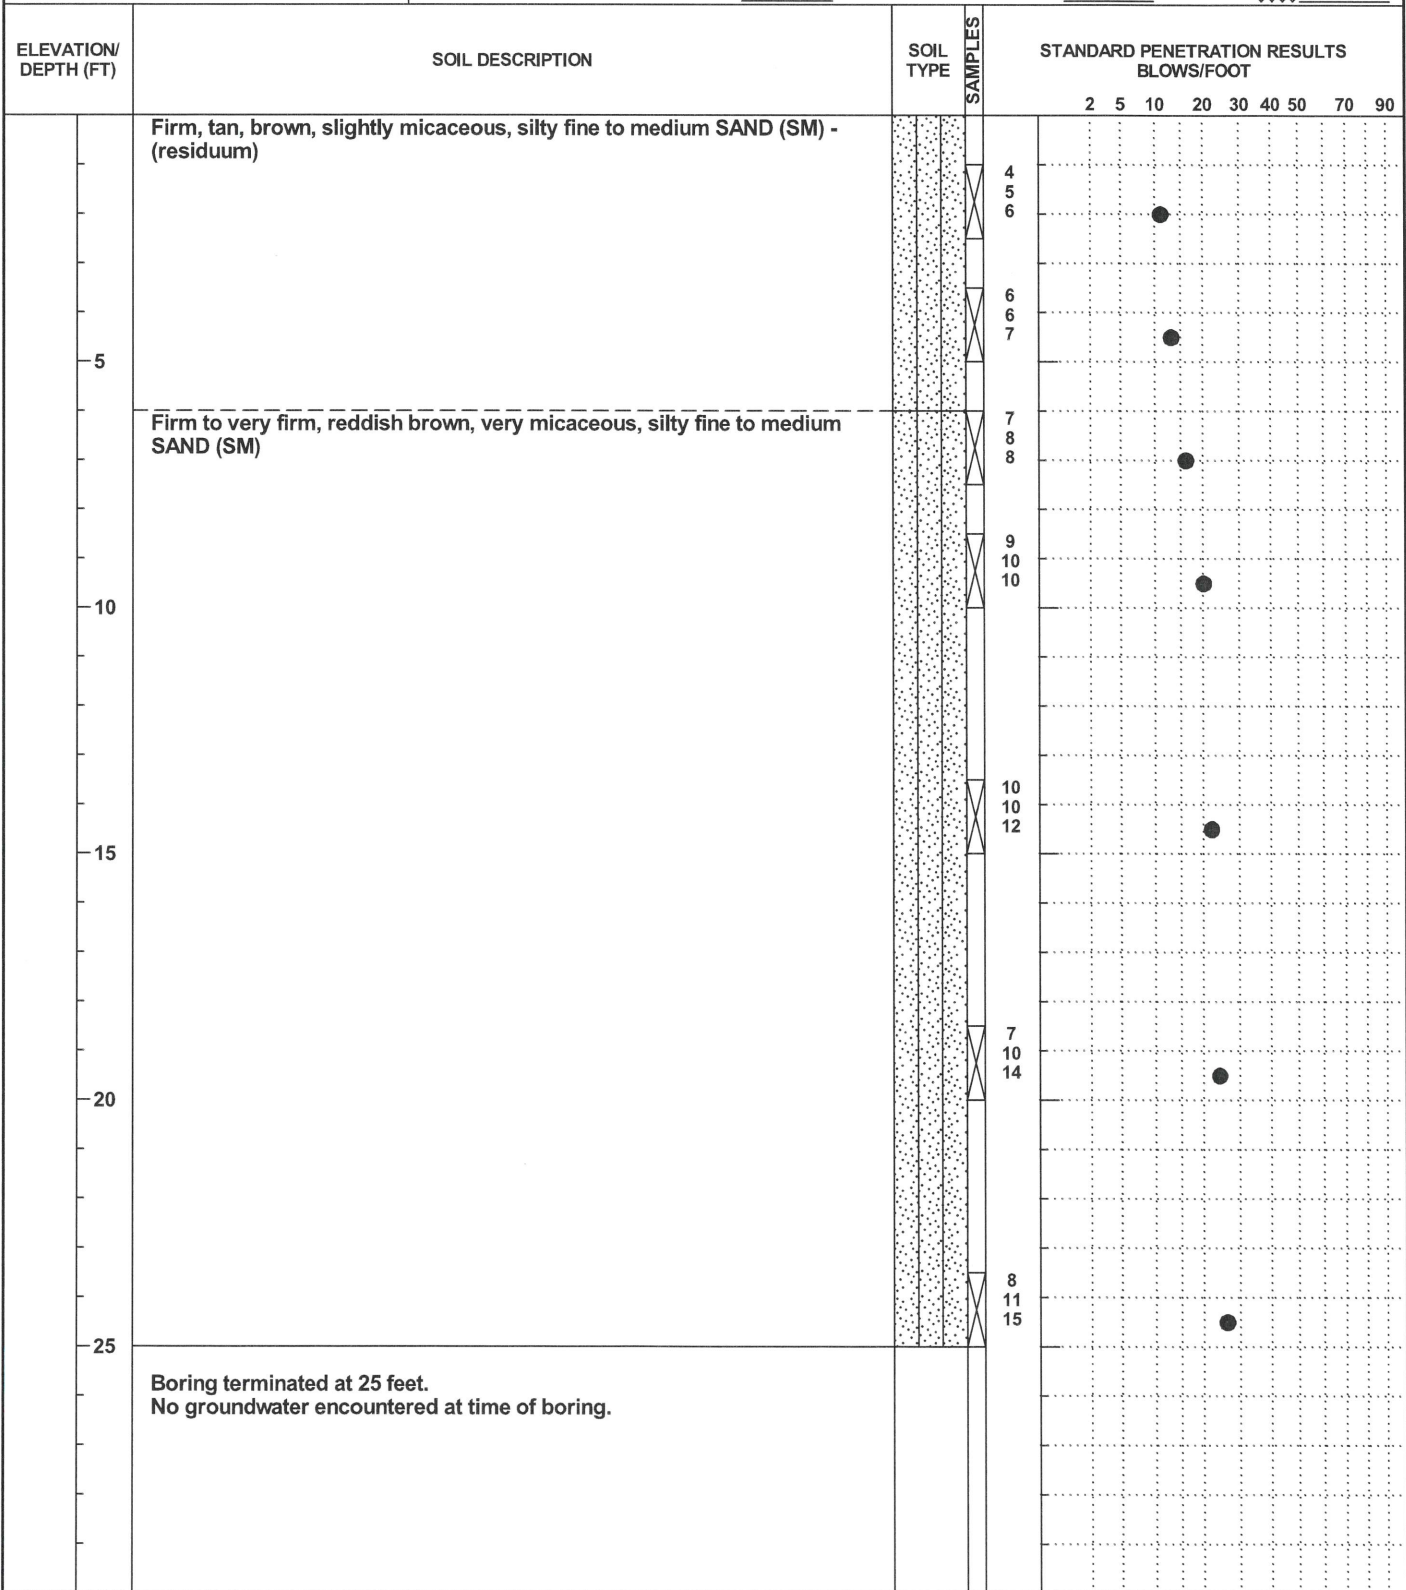 ELEVATION/
DEPTH (FT)
SOIL DESCRIPTION
SOIL
TYPE
SAMPLES
STANDARD PENETRATION RESULTS
BLOWS/FOOT
2 5 10 20 30 40 50 70 90
Firm, tan, brown, slightly micaceous, silty fine to medium SAND (SM) -
(residuum)
4
5
6
6
6
7
5
Firm to very firm, reddish brown, very micaceous, silty fine to medium
SAND (SM)
7
8
8
9
10
10
10
10
10
12
15
7
10
14
20
8
11
15
25
Boring terminated at 25 feet.
No groundwater encountered at time of boring.